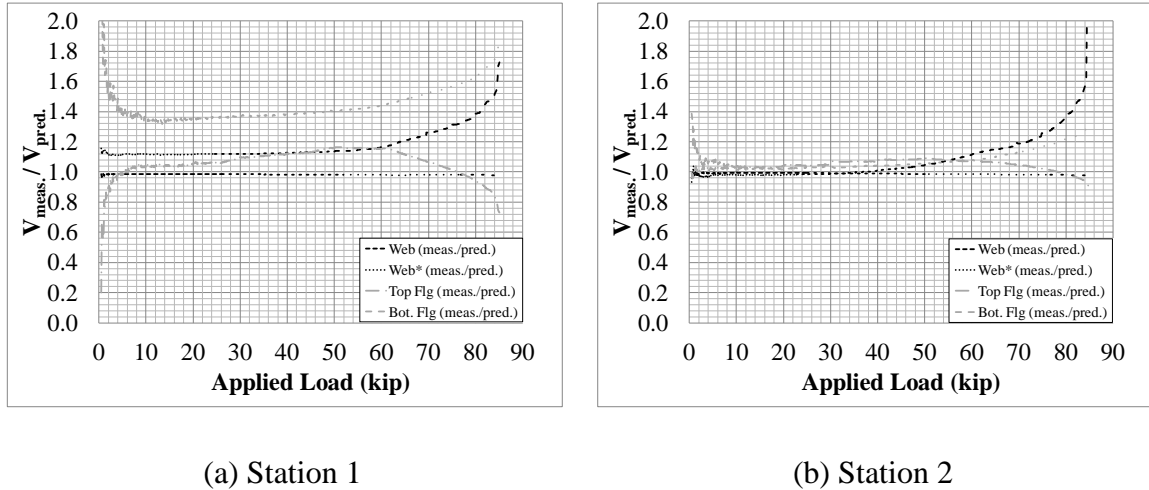 2.0
1.8
1.6
1.4
1.2
1.0
0.8
0.6
0.4
0.2
0.0
V meas. / V pred.
0 10 20 30 40 50 60 70 80 90
Applied Load (kip)
Web (meas./pred.)
Web* (meas./pred.)
Top Flg (meas./pred.)
Bot. Flg (meas./pred.)
(a) Station 1
2.0
1.8
1.6
1.4
1.2
1.0
0.8
0.6
0.4
0.2
0.0
V meas. / V pred.
0 10 20 30 40 50 60 70 80 90
Applied Load (kip)
Web (meas./pred.)
Web* (meas./pred.)
Top Flg (meas./pred.)
Bot. Flg (meas./pred.)
(b) Station 2